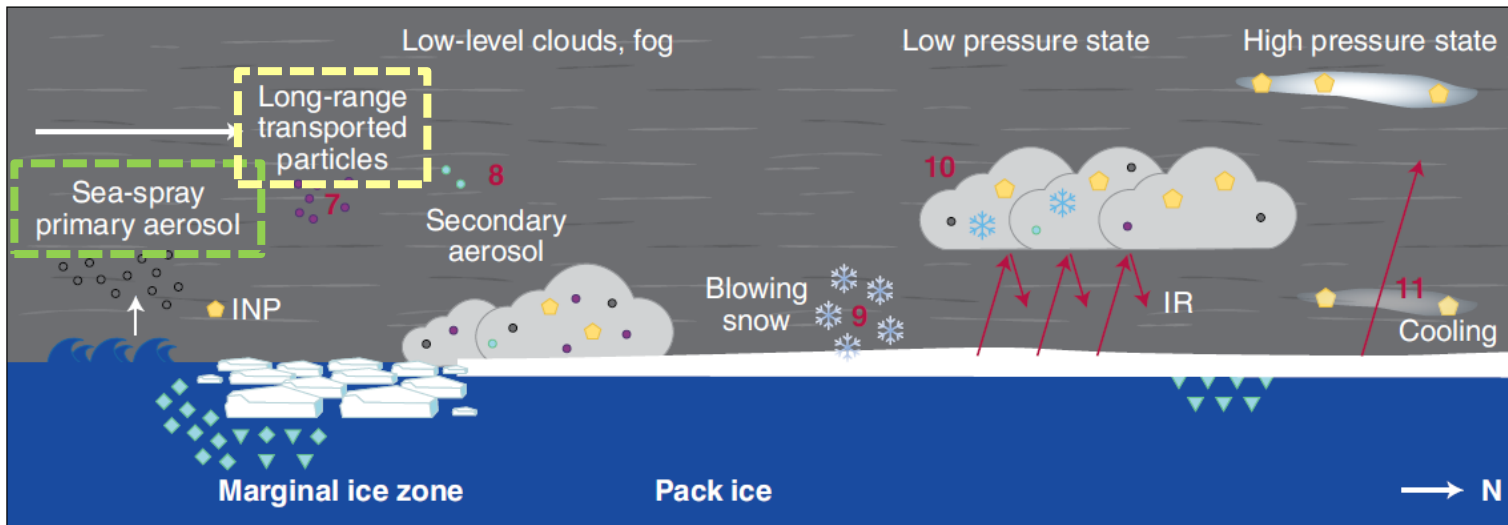 Low-level clouds, fog
Low pressure state
High pressure state
Long-range
transported
particles
Sea-spray
primary aerosol
7
8
Secondary
aerosol
INP
Blowing
snow
9
10
IR
11
Cooling
Marginal ice zone
Pack ice
N